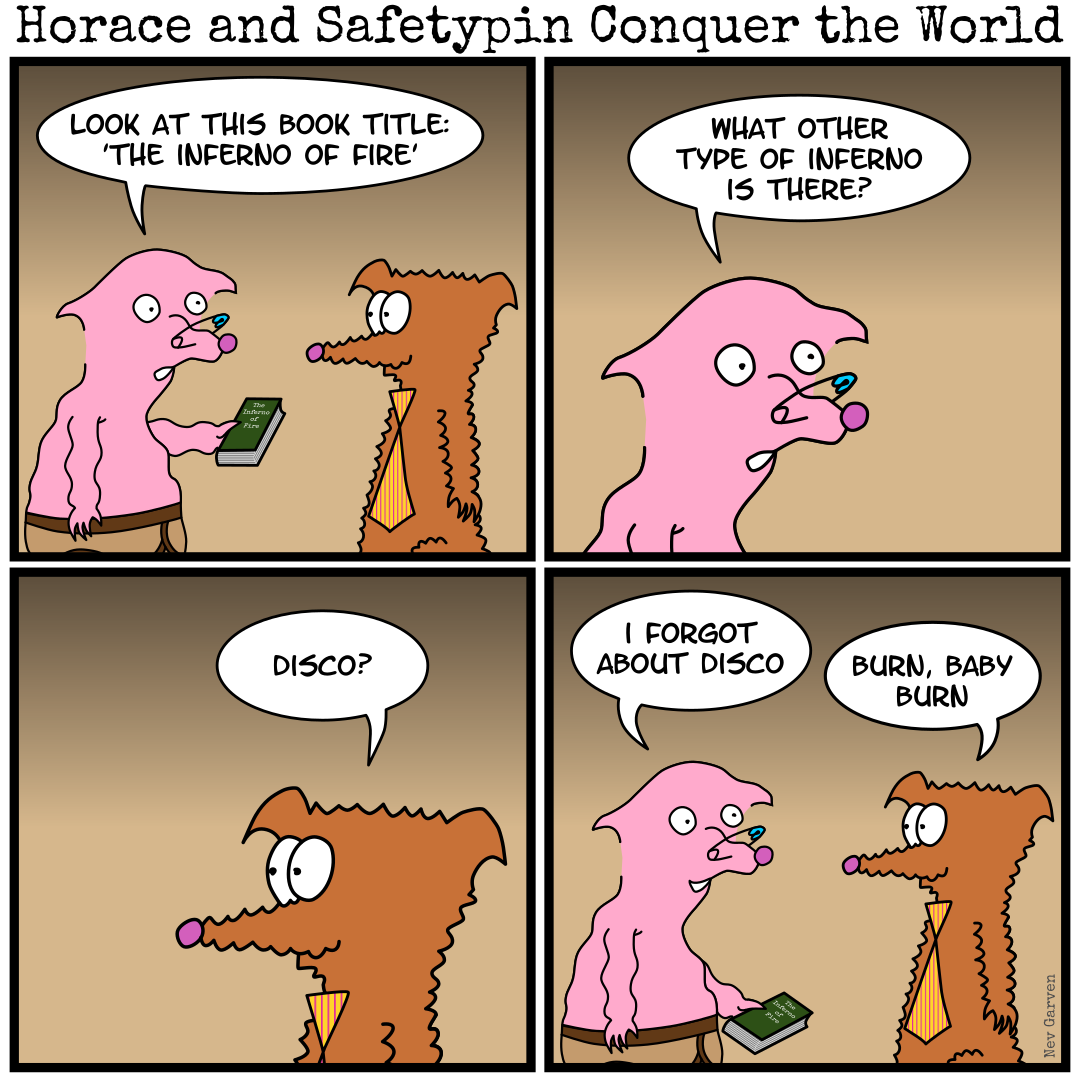 Horace and Safetypin Conquer the World
LOOK AT THIS BOOK TITLE:
'THE INFERNO OF FIRE'
The
Inferno
of
Fire
WHAT OTHER
TYPE OF INFERNO
IS THERE?
DISCO?
I FORGOT
ABOUT DISCO
BURN, BABY
BURN
The
Inferno
of
Fire
Nev Garven